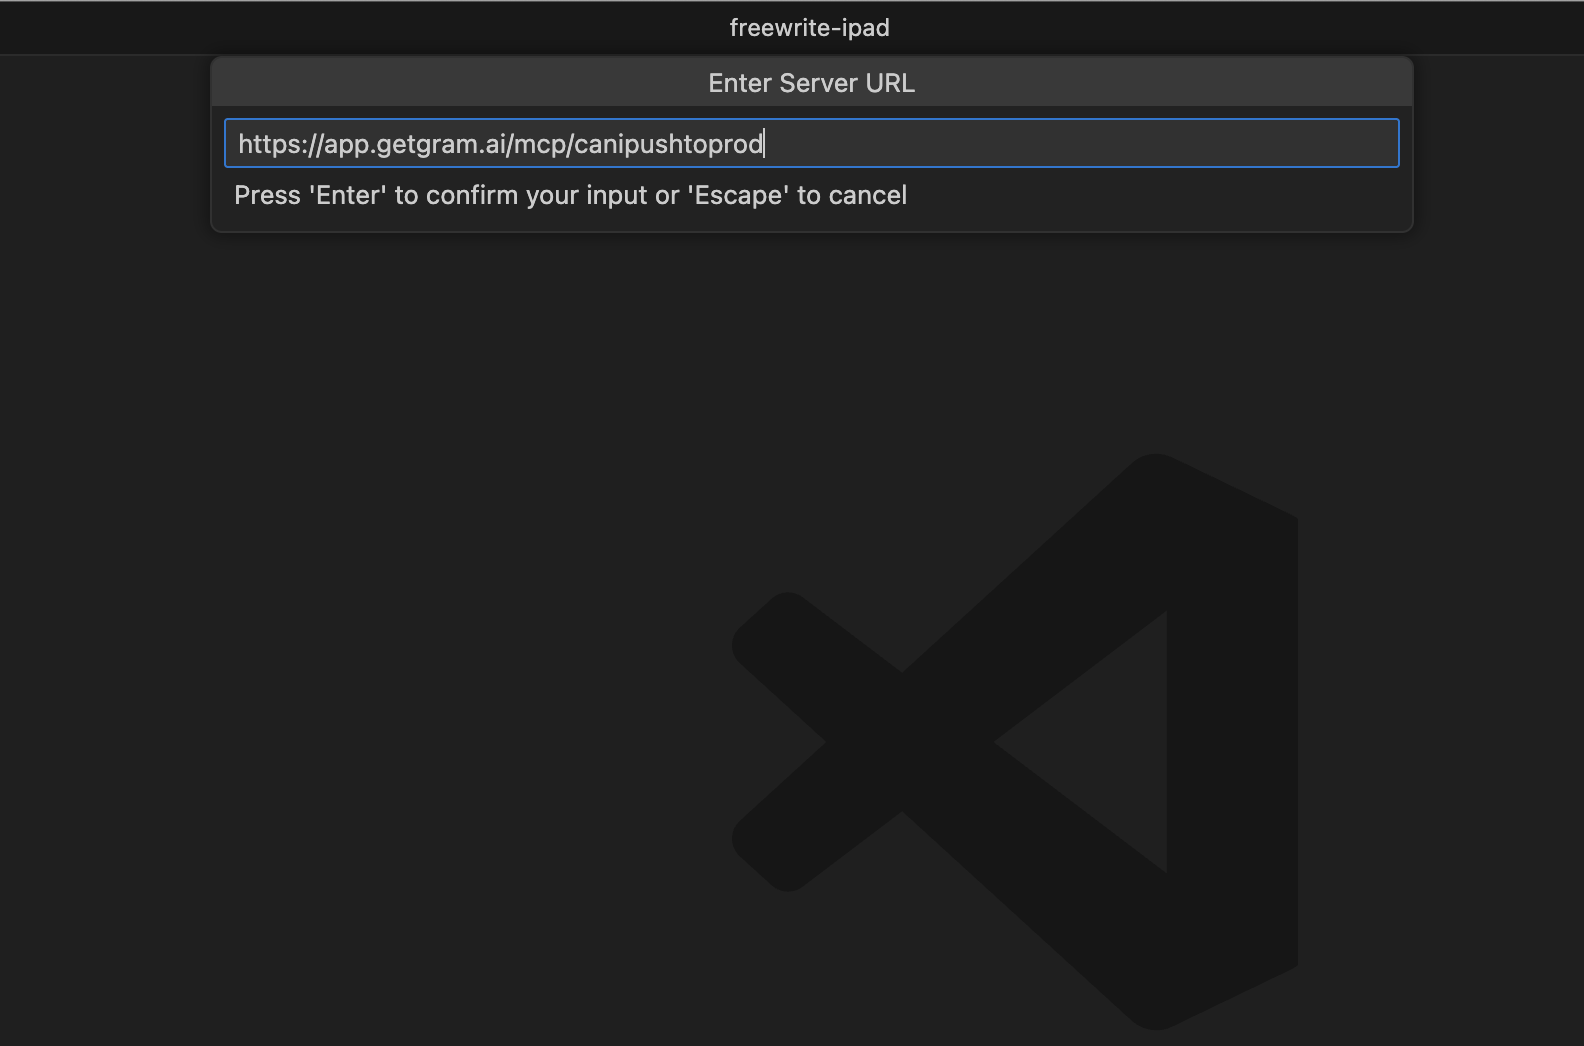 freewrite-ipad
Enter Server URL
https://app.getgram.ai/mcp/canipushtoprod
Press 'Enter' to confirm your input or 'Escape' to cancel